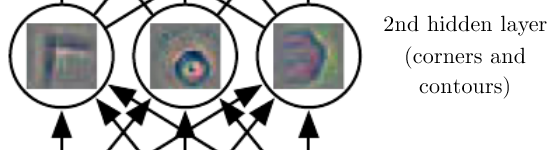 2nd hidden layer
(corners and
contours)